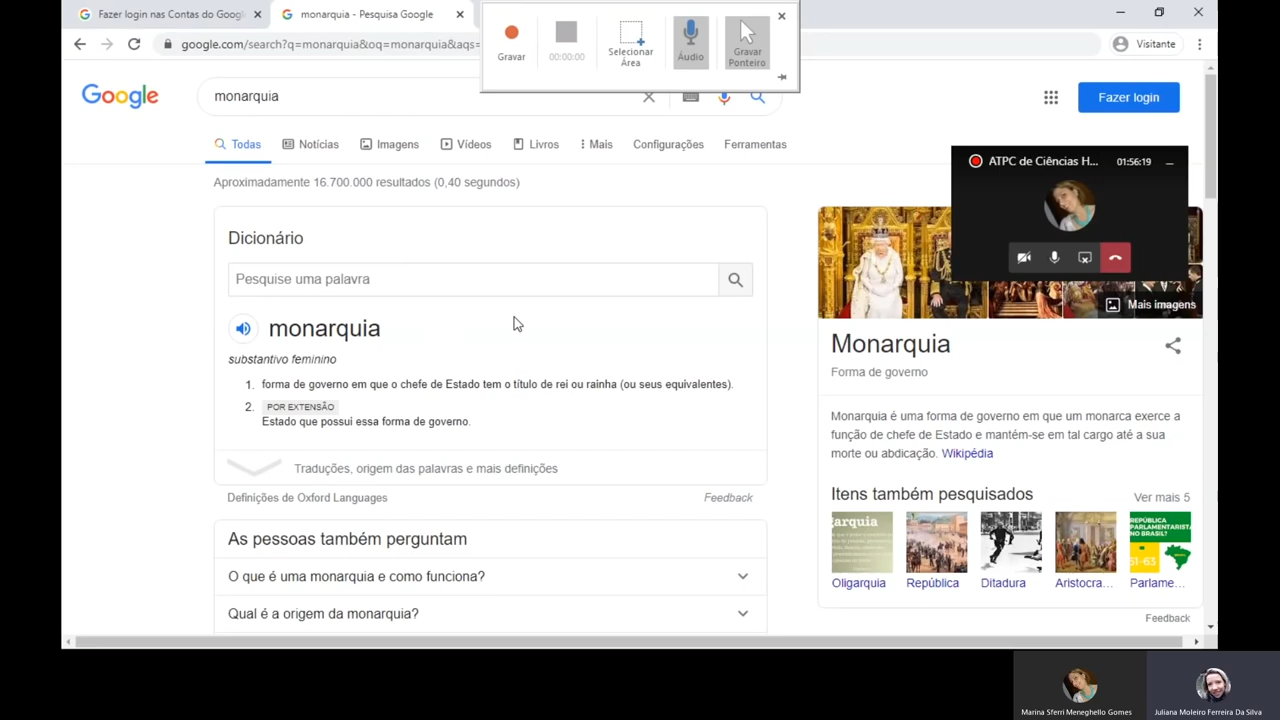 Fazer login nas Contas do Googl
monarquia - Pesquisa Google
google.com/search?q=monarquia&oq=monarquia&aqs=
Visitante
Gravar
00:00:00
Selecionar
Área
Áudio
Gravar
Ponteiro
Google
monarquia
Fazer login
Todas
Notícias
Imagens
Vídeos
Livros
Mais
Configurações
Ferramentas
Aproximadamente 16.700.000 resultados (0,40 segundos)
ATPC de Ciências H...
01:56:19
Dicionário
Pesquise uma palavra
monarquia
substantivo feminino
1. forma de governo em que o chefe de Estado tem o título de rei ou rainha (ou seus equivalentes).
2. POR EXTENSÃO
Estado que possui essa forma de governo.
Traduções, origem das palavras e mais definições
Definições de Oxford Languages
Feedback
As pessoas também perguntam
O que é uma monarquia e como funciona?
Qual é a origem da monarquia?
Mais imagens
Monarquia
Forma de governo
Monarquia é uma forma de governo em que um monarca exerce a
função de chefe de Estado e mantém-se em tal cargo até a sua
morte ou abdicação. Wikipédia
Itens também pesquisados
Ver mais 5
garquia
REPÚBLICA
PARLAMENTARISTA
NO BRASIL?
61-63
Oligarquia
República
Ditadura
Aristocra...
Parlame...
Feedback
Marina Sferri Meneghello Gomes
Juliana Moleiro Ferreira Da Silva